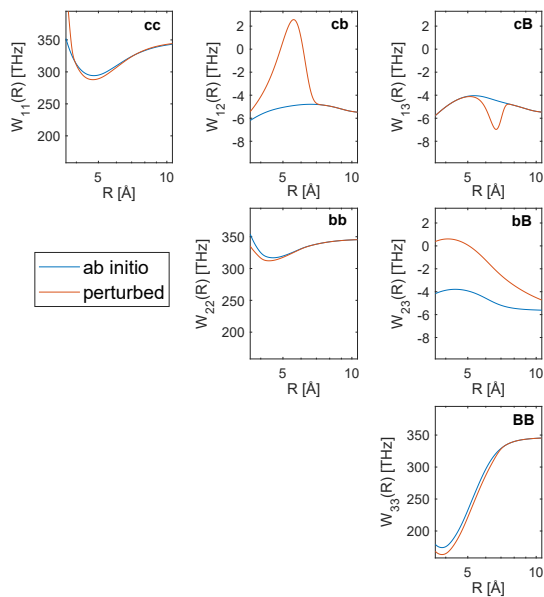 cc
cb
cB
350
300
250
200
W11(R) [THz]
5
10
R [Å]
2
0
-2
-4
-6
-8
W12(R) [THz]
5
10
R [Å]
2
0
-2
-4
-6
-8
W13(R) [THz]
5
10
R [Å]
ab initio
perturbed
bb
bB
350
300
250
200
W22(R) [THz]
5
10
R [Å]
2
0
-2
-4
-6
-8
W23(R) [THz]
5
10
R [Å]
BB
350
300
250
200
W33(R) [THz]
5
10
R [Å]